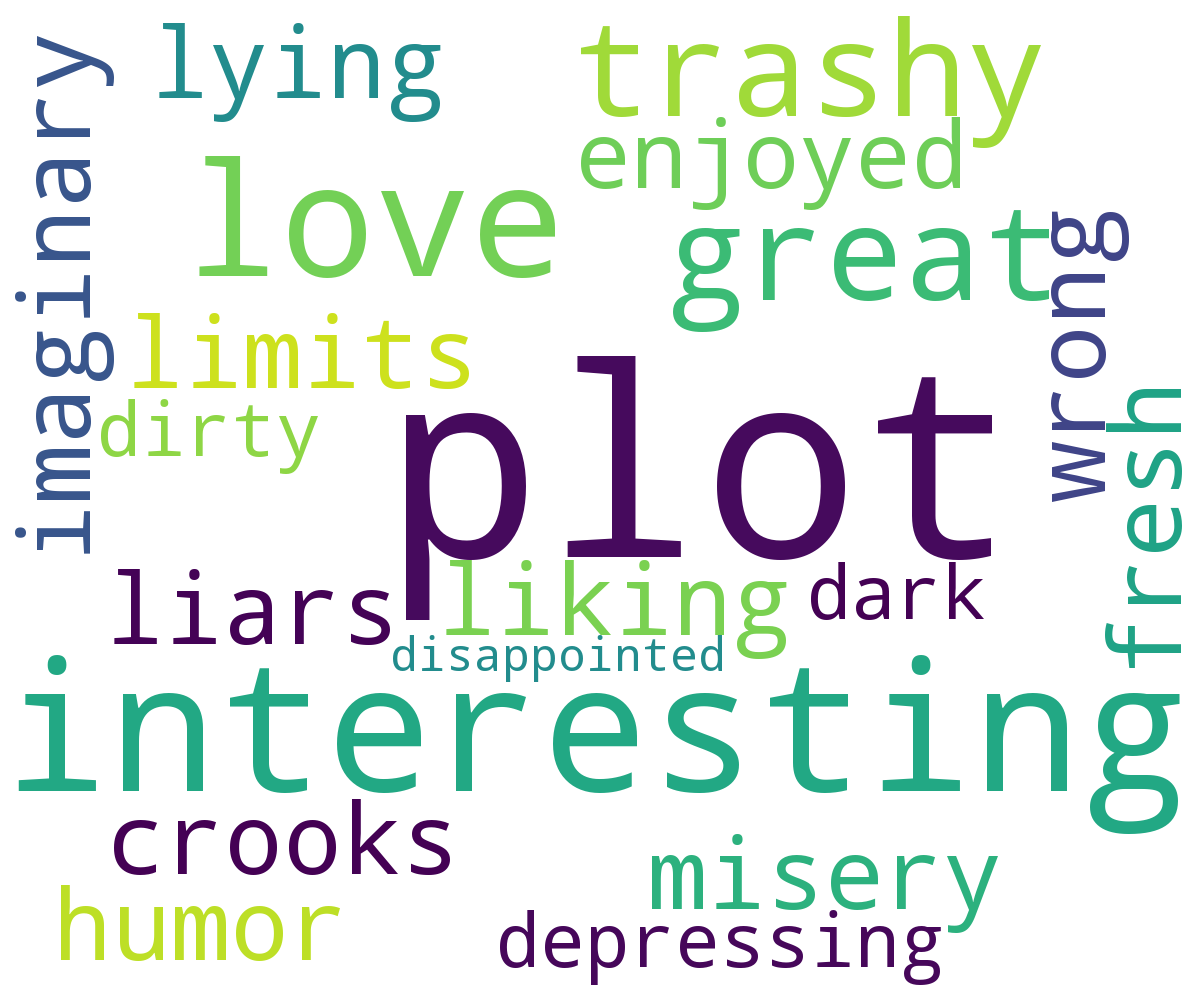 lying
trashy
imaginary
enjoyed
love
great
wrong
limits
plot
fresh
dirty
liars
liking
dark
disappointed
interesting
crooks
misery
humor
depressing